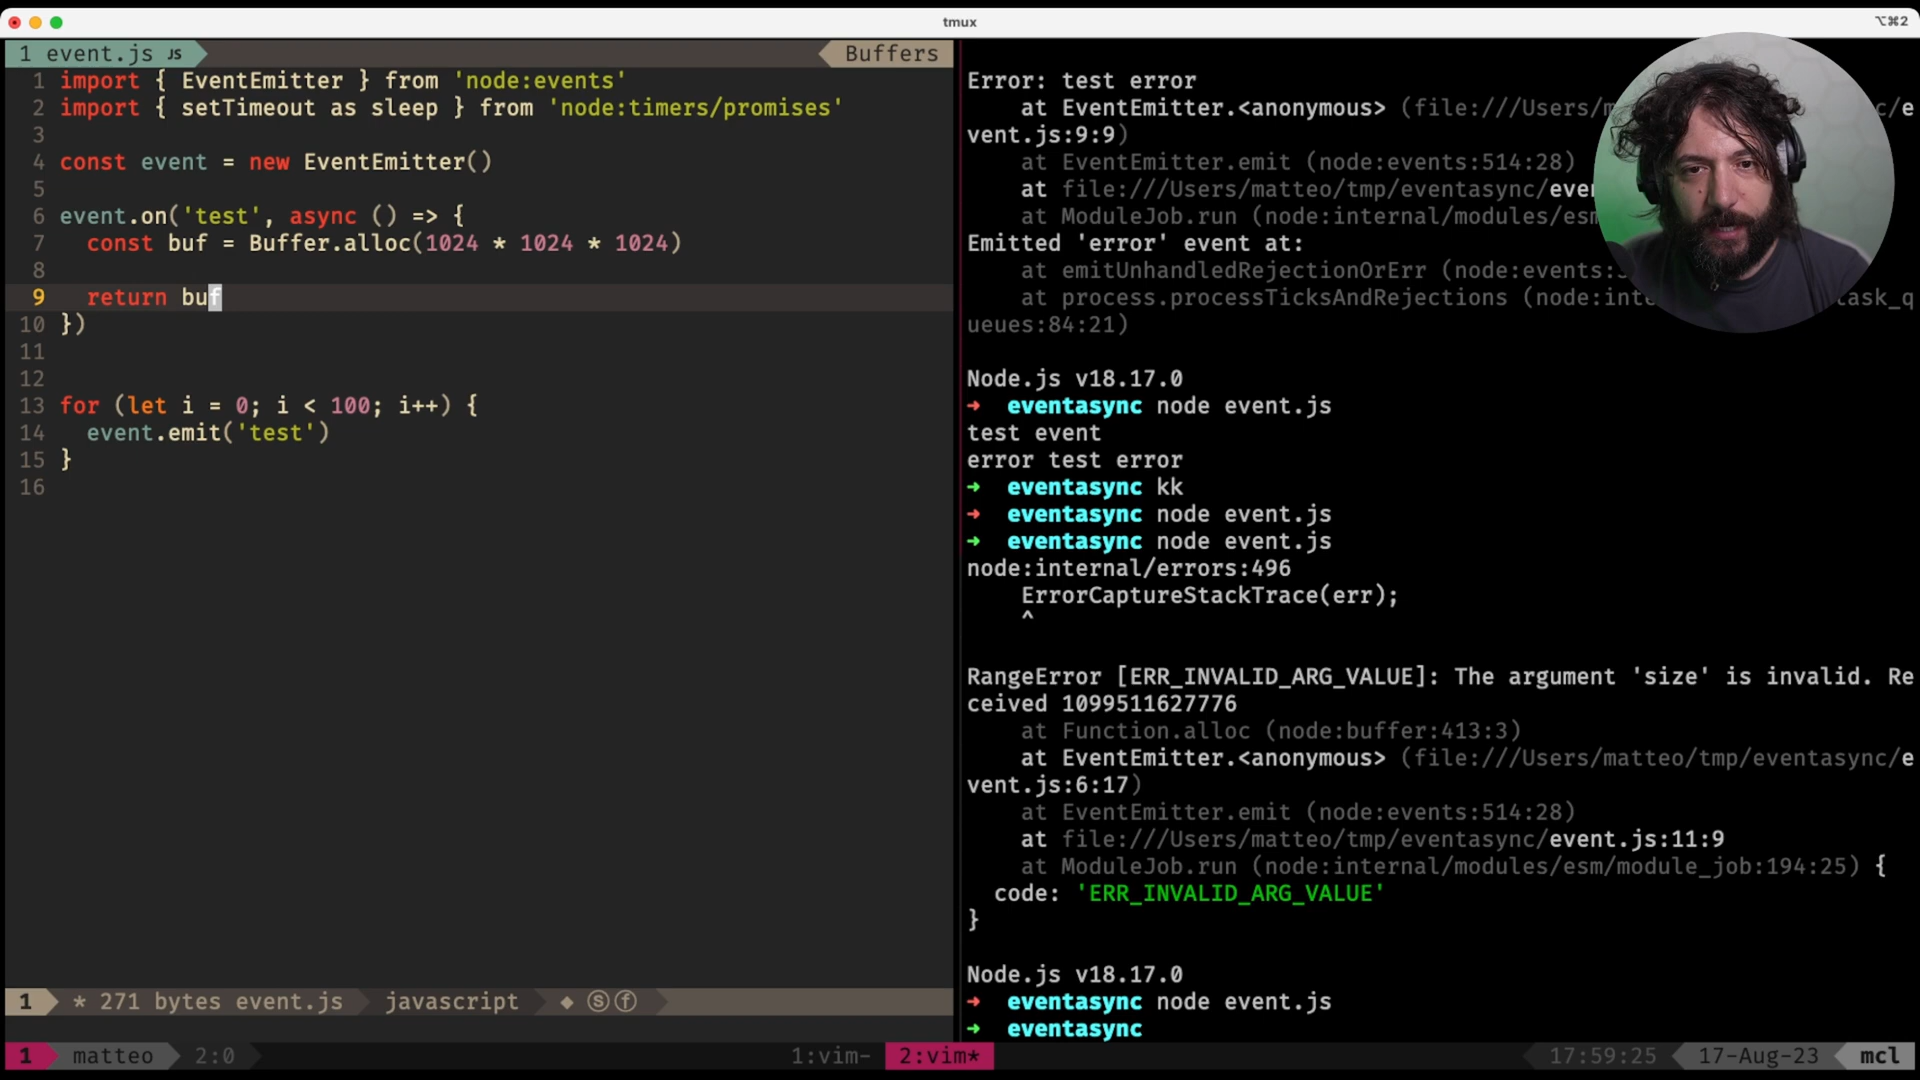 tmux
⌥⌘2
1 event.js JS
Buffers
1 import { EventEmitter } from 'node:events'
2 import { setTimeout as sleep } from 'node:timers/promises'
3
4 const event = new EventEmitter()
5
6 event.on('test', async () => {
7   const buf = Buffer.alloc(1024 * 1024 * 1024)
8
9   return buf
10 })
11
12
13 for (let i = 0; i < 100; i++) {
14   event.emit('test')
15 }
16
1 * 271 bytes event.js javascript ◆ ⓢⓕ
Error: test error
    at EventEmitter.<anonymous> (file:///Users/m c/e
vent.js:9:9)
    at EventEmitter.emit (node:events:514:28)
    at file:///Users/matteo/tmp/eventasync/even
    at ModuleJob.run (node:internal/modules/esm
Emitted 'error' event at:
    at emitUnhandledRejectionOrErr (node:events:3
    at process.processTicksAndRejections (node:inte task_q
ueues:84:21)
Node.js v18.17.0
➜  eventasync node event.js
test event
error test error
➜  eventasync kk
➜  eventasync node event.js
➜  eventasync node event.js
node:internal/errors:496
    ErrorCaptureStackTrace(err);
    ^
RangeError [ERR_INVALID_ARG_VALUE]: The argument 'size' is invalid. Re
ceived 1099511627776
    at Function.alloc (node:buffer:413:3)
    at EventEmitter.<anonymous> (file:///Users/matteo/tmp/eventasync/e
vent.js:6:17)
    at EventEmitter.emit (node:events:514:28)
    at file:///Users/matteo/tmp/eventasync/event.js:11:9
    at ModuleJob.run (node:internal/modules/esm/module_job:194:25) {
  code: 'ERR_INVALID_ARG_VALUE'
}
Node.js v18.17.0
➜  eventasync node event.js
➜  eventasync
1 matteo 2:0 1:vim- 2:vim* 17:59:25 17-Aug-23 mcl